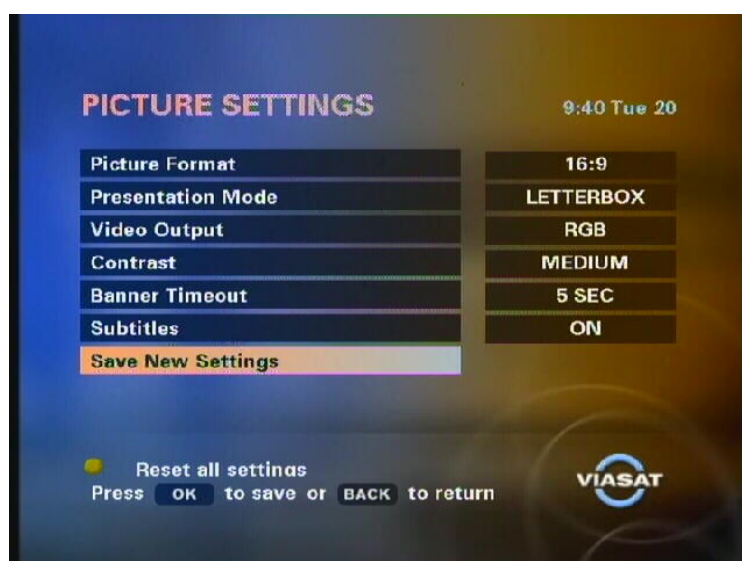 PICTURE SETTINGS
9:40 Tue 20
Picture Format 16:9
Presentation Mode LETTERBOX
Video Output RGB
Contrast MEDIUM
Banner Timeout 5 SEC
Subtitles ON
Save New Settings
Reset all settings
Press OK to save or BACK to return
VIASAT